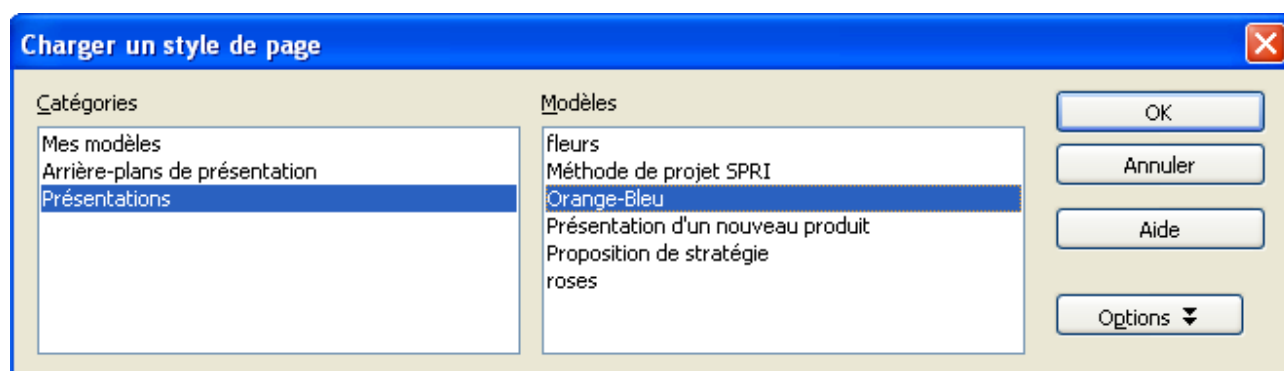 Charger un style de page
Catégories
Mes modèles
Arrière-plans de présentation
Présentations
Modèles
fleurs
Méthode de projet SPRI
Orange-Bleu
Présentation d'un nouveau produit
Proposition de stratégie
roses
OK
Annuler
Aide
Options